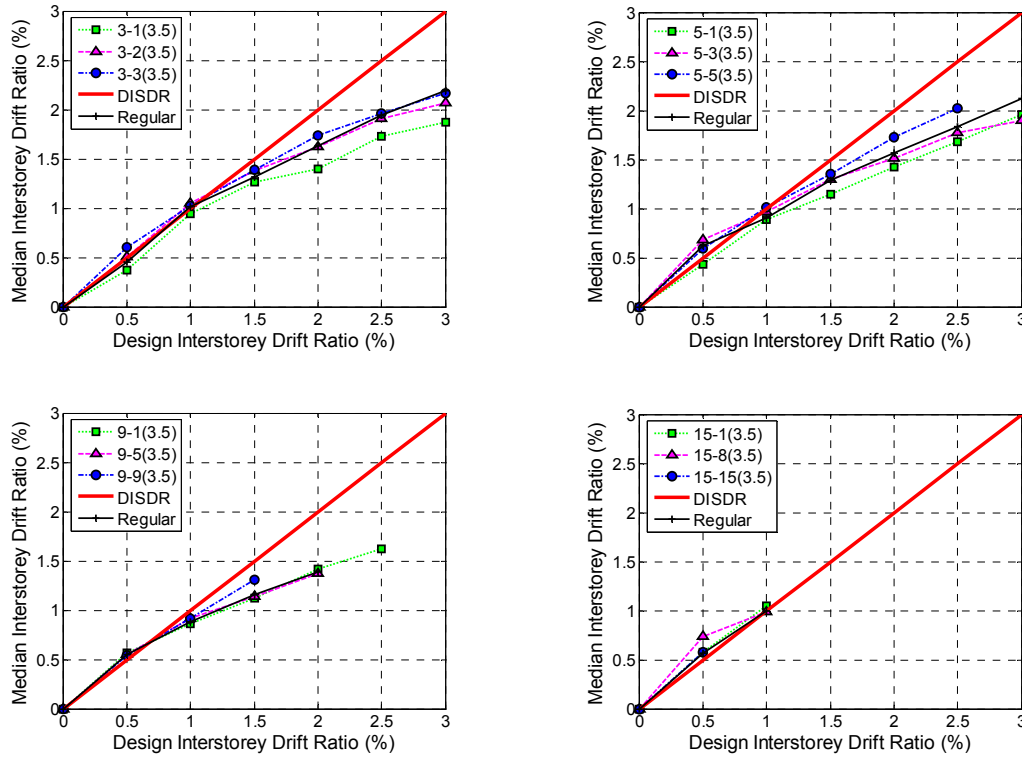 3
2.5
2
1.5
1
0.5
0
Median Interstorey Drift Ratio (%)
3-1(3.5)
3-2(3.5)
3-3(3.5)
DISDR
Regular
0 0.5 1 1.5 2 2.5 3
Design Interstorey Drift Ratio (%)
3
2.5
2
1.5
1
0.5
0
Median Interstorey Drift Ratio (%)
5-1(3.5)
5-3(3.5)
5-5(3.5)
DISDR
Regular
0 0.5 1 1.5 2 2.5 3
Design Interstorey Drift Ratio (%)
3
2.5
2
1.5
1
0.5
0
Median Interstorey Drift Ratio (%)
9-1(3.5)
9-5(3.5)
9-9(3.5)
DISDR
Regular
0 0.5 1 1.5 2 2.5 3
Design Interstorey Drift Ratio (%)
3
2.5
2
1.5
1
0.5
0
Median Interstorey Drift Ratio (%)
15-1(3.5)
15-8(3.5)
15-15(3.5)
DISDR
Regular
0 0.5 1 1.5 2 2.5 3
Design Interstorey Drift Ratio (%)